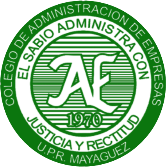 COLEGIO DE ADMINISTRACION DE EMPRESAS
EL SABIO ADMINISTRA CON
AE
1970
JUSTICIA Y RECTITUD
U.P.R. MAYAGUEZ